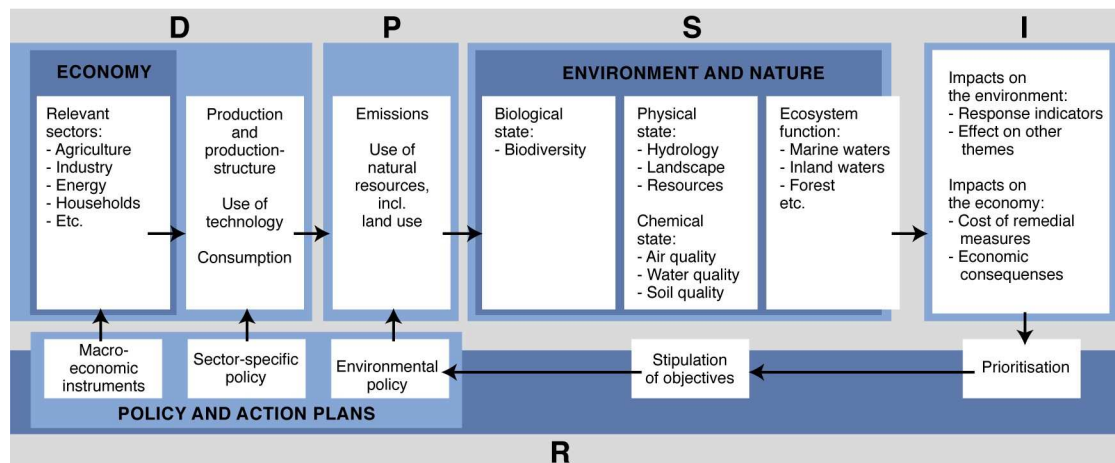 D
P
S
I
ECONOMY
Relevant
sectors:
- Agriculture
- Industry
- Energy
- Households
- Etc.
Production
and
production-
structure
Use of
technology
Consumption
Emissions
Use of
natural
resources,
incl.
land use
ENVIRONMENT AND NATURE
Biological
state:
- Biodiversity
Physical
state:
- Hydrology
- Landscape
- Resources
Chemical
state:
- Air quality
- Water quality
- Soil quality
Ecosystem
function:
- Marine waters
- Inland waters
- Forest
etc.
Impacts on
the environment:
- Response indicators
- Effect on other
themes
Impacts on
the economy:
- Cost of remedial
measures
- Economic
consequenses
Macro-
economic
instruments
Sector-specific
policy
Environmental
policy
Stipulation
of objectives
Prioritisation
POLICY AND ACTION PLANS
R